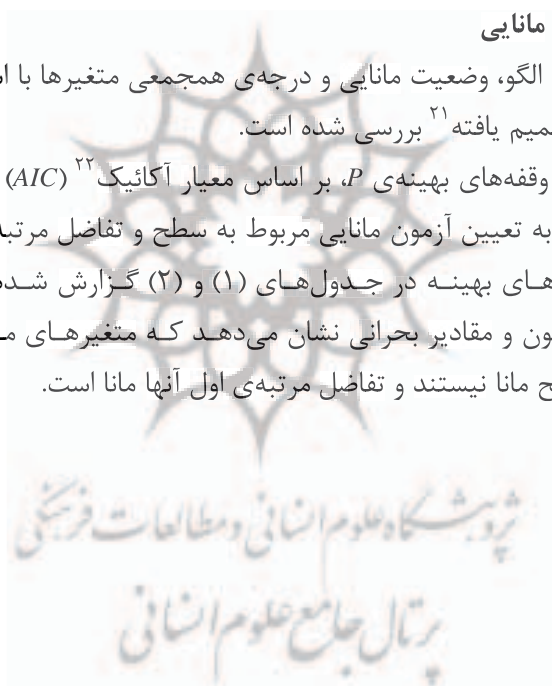 مانایی
الگو، وضعیت مانایی و درجه‌ی همجمعی متغیرها با
میم یافته۲۱ بررسی شده است.
وقفه‌های بهینه‌ی P، بر اساس معیار آکائیک۲۲ (AIC)
به تعیین آزمون مانایی مربوط به سطح و تفاضل مرتبه
های بهینه در جدول‌های (۱) و (۲) گزارش شده
ون و مقادیر بحرانی نشان می‌دهد که متغیرهای
ح مانا نیستند و تفاضل مرتبه‌ی اول آنها مانا است.
پژوهشگاه علوم انسانی و مطالعات فرهنگی
پرتال جامع علوم انسانی